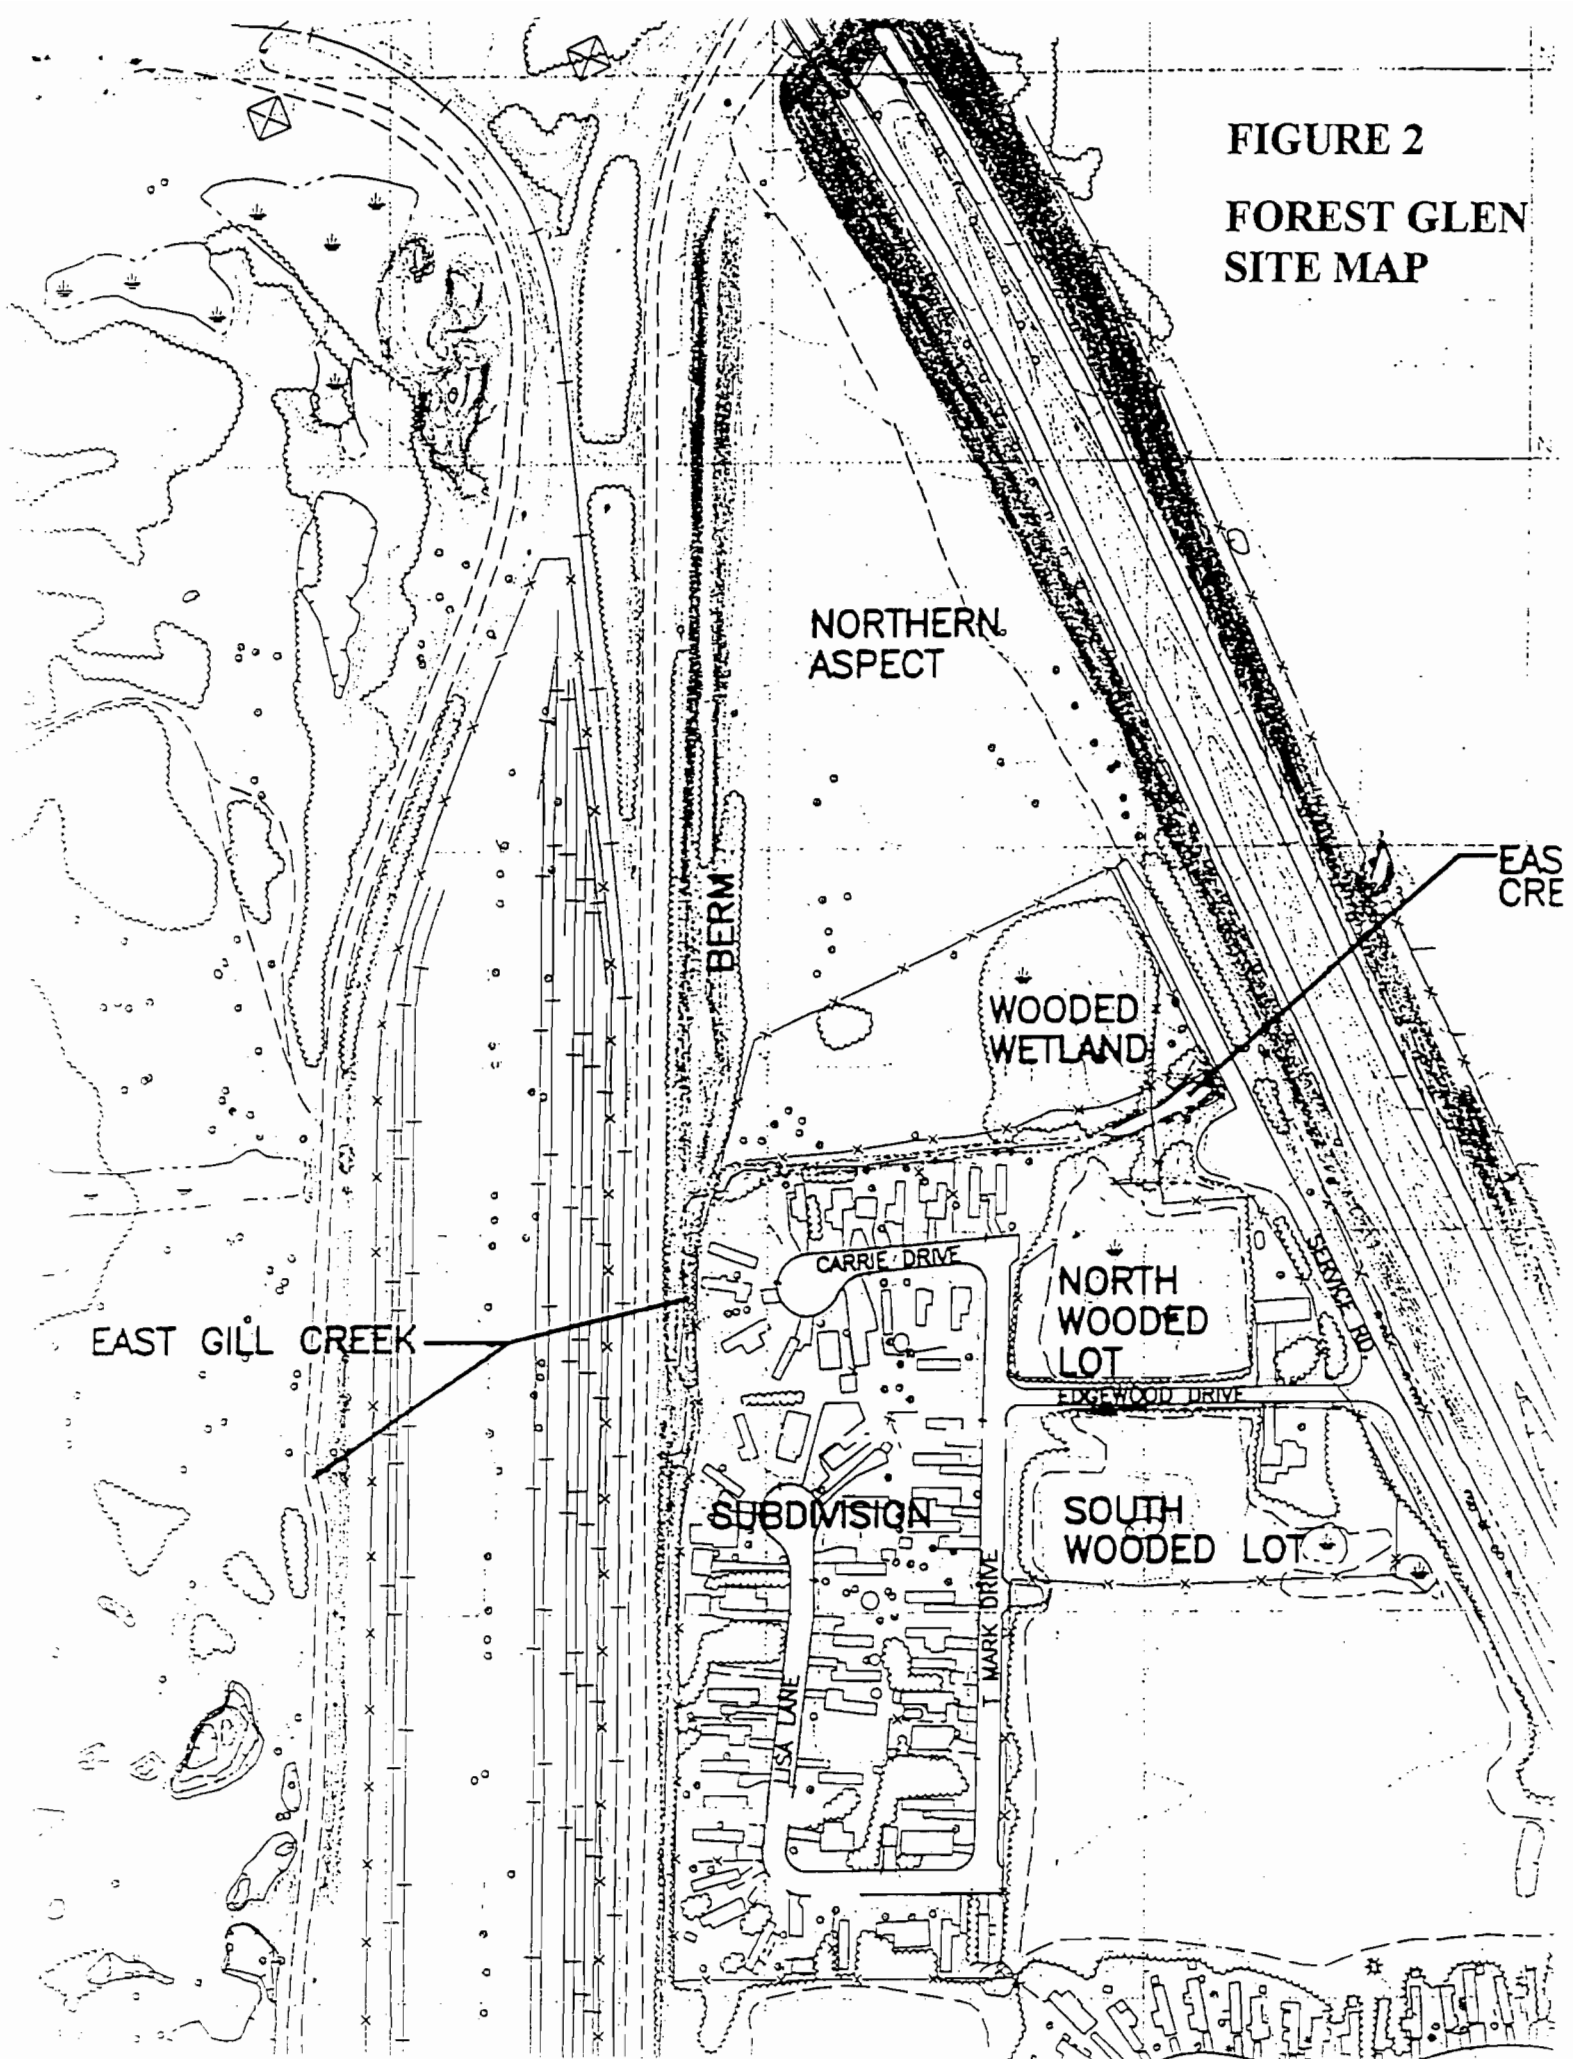 FIGURE 2
FOREST GLEN
SITE MAP
NORTHERN
ASPECT
EAS
CRE
BERM
WOODED
WETLAND
CARRIE DRIVE
SERVICE RD.
NORTH
WOODED
LOT
EAST GILL CREEK
EDGEWOOD DRIVE
SUBDIVISION
SOUTH
WOODED LOT
T MARK DRIVE
LISA LANE